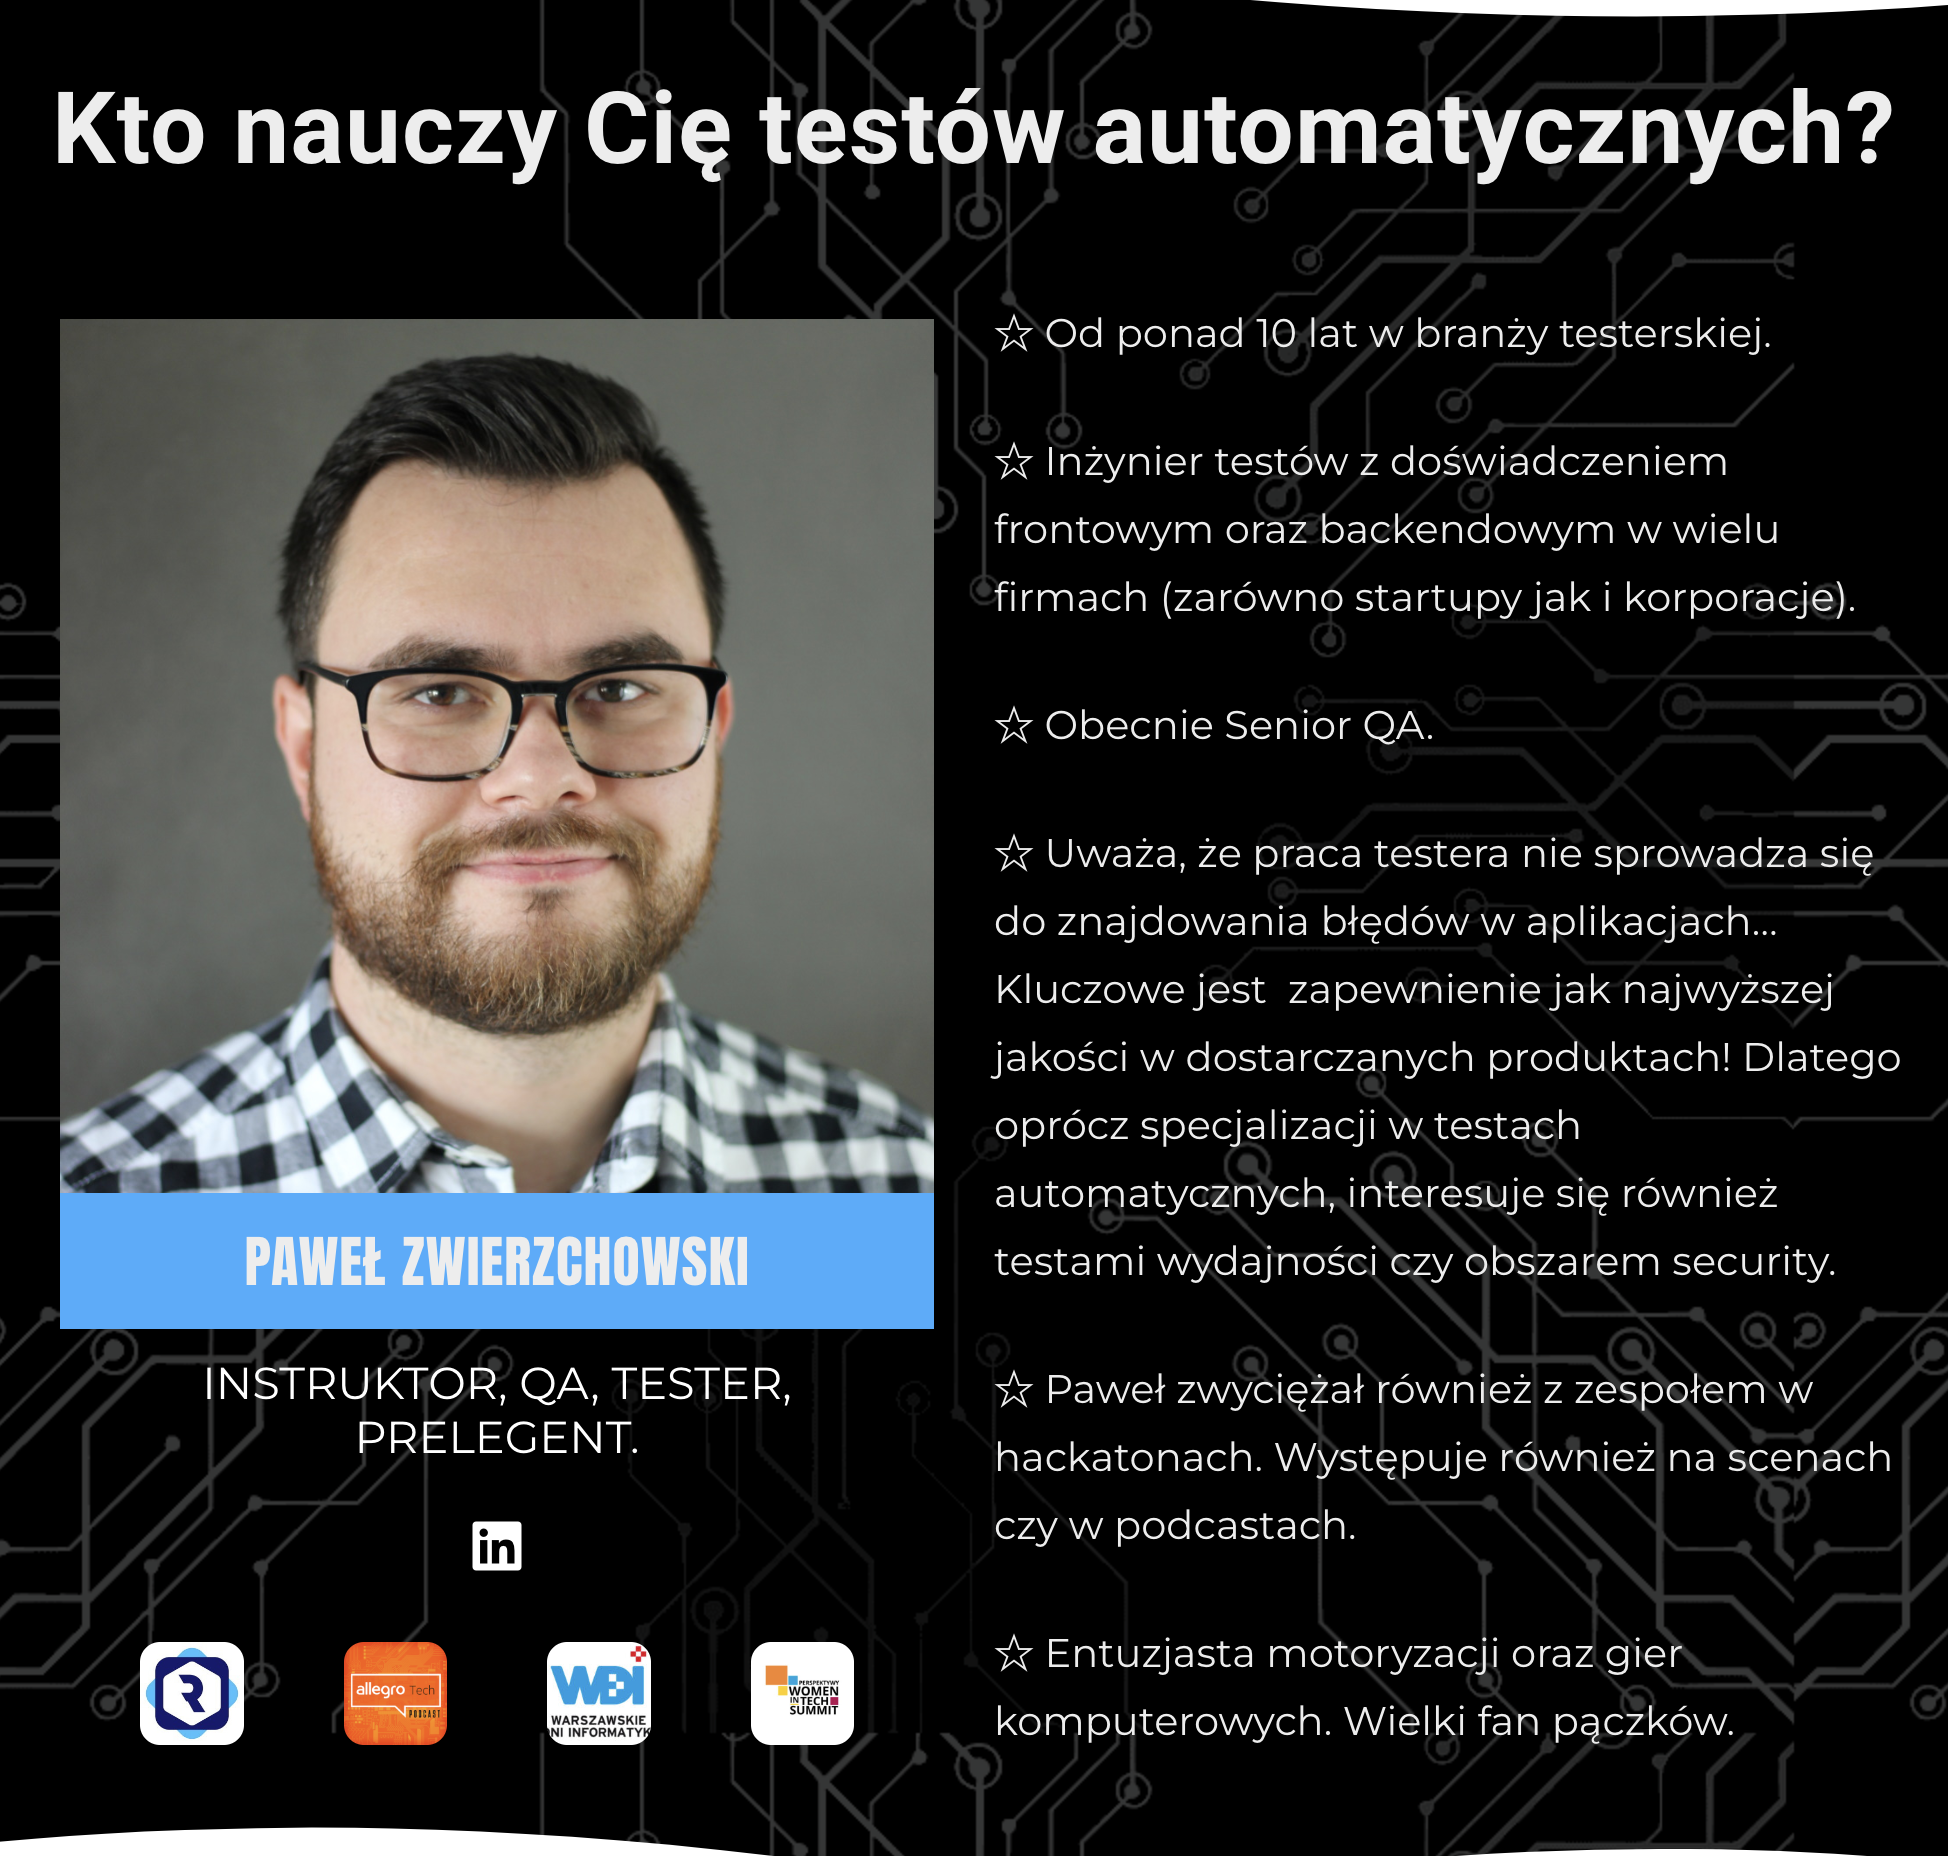 Kto nauczy Cię testów automatycznych?
PAWEŁ ZWIERZCHOWSKI
INSTRUKTOR, QA, TESTER,
PRELEGENT.
in
R
allegro Tech
PODCAST
WDI
WARSZAWSKIE
NI INFORMATYK
PERSPEKTYWY
WOMEN
IN TECH
SUMMIT
☆ Od ponad 10 lat w branży testerskiej.
☆ Inżynier testów z doświadczeniem
frontowym oraz backendowym w wielu
firmach (zarówno startupy jak i korporacje).
☆ Obecnie Senior QA.
☆ Uważa, że praca testera nie sprowadza się
do znajdowania błędów w aplikacjach...
Kluczowe jest  zapewnienie jak najwyższej
jakości w dostarczanych produktach! Dlatego
oprócz specjalizacji w testach
automatycznych, interesuje się również
testami wydajności czy obszarem security.
☆ Paweł zwyciężał również z zespołem w
hackatonach. Występuje również na scenach
czy w podcastach.
☆ Entuzjasta motoryzacji oraz gier
komputerowych. Wielki fan pączków.